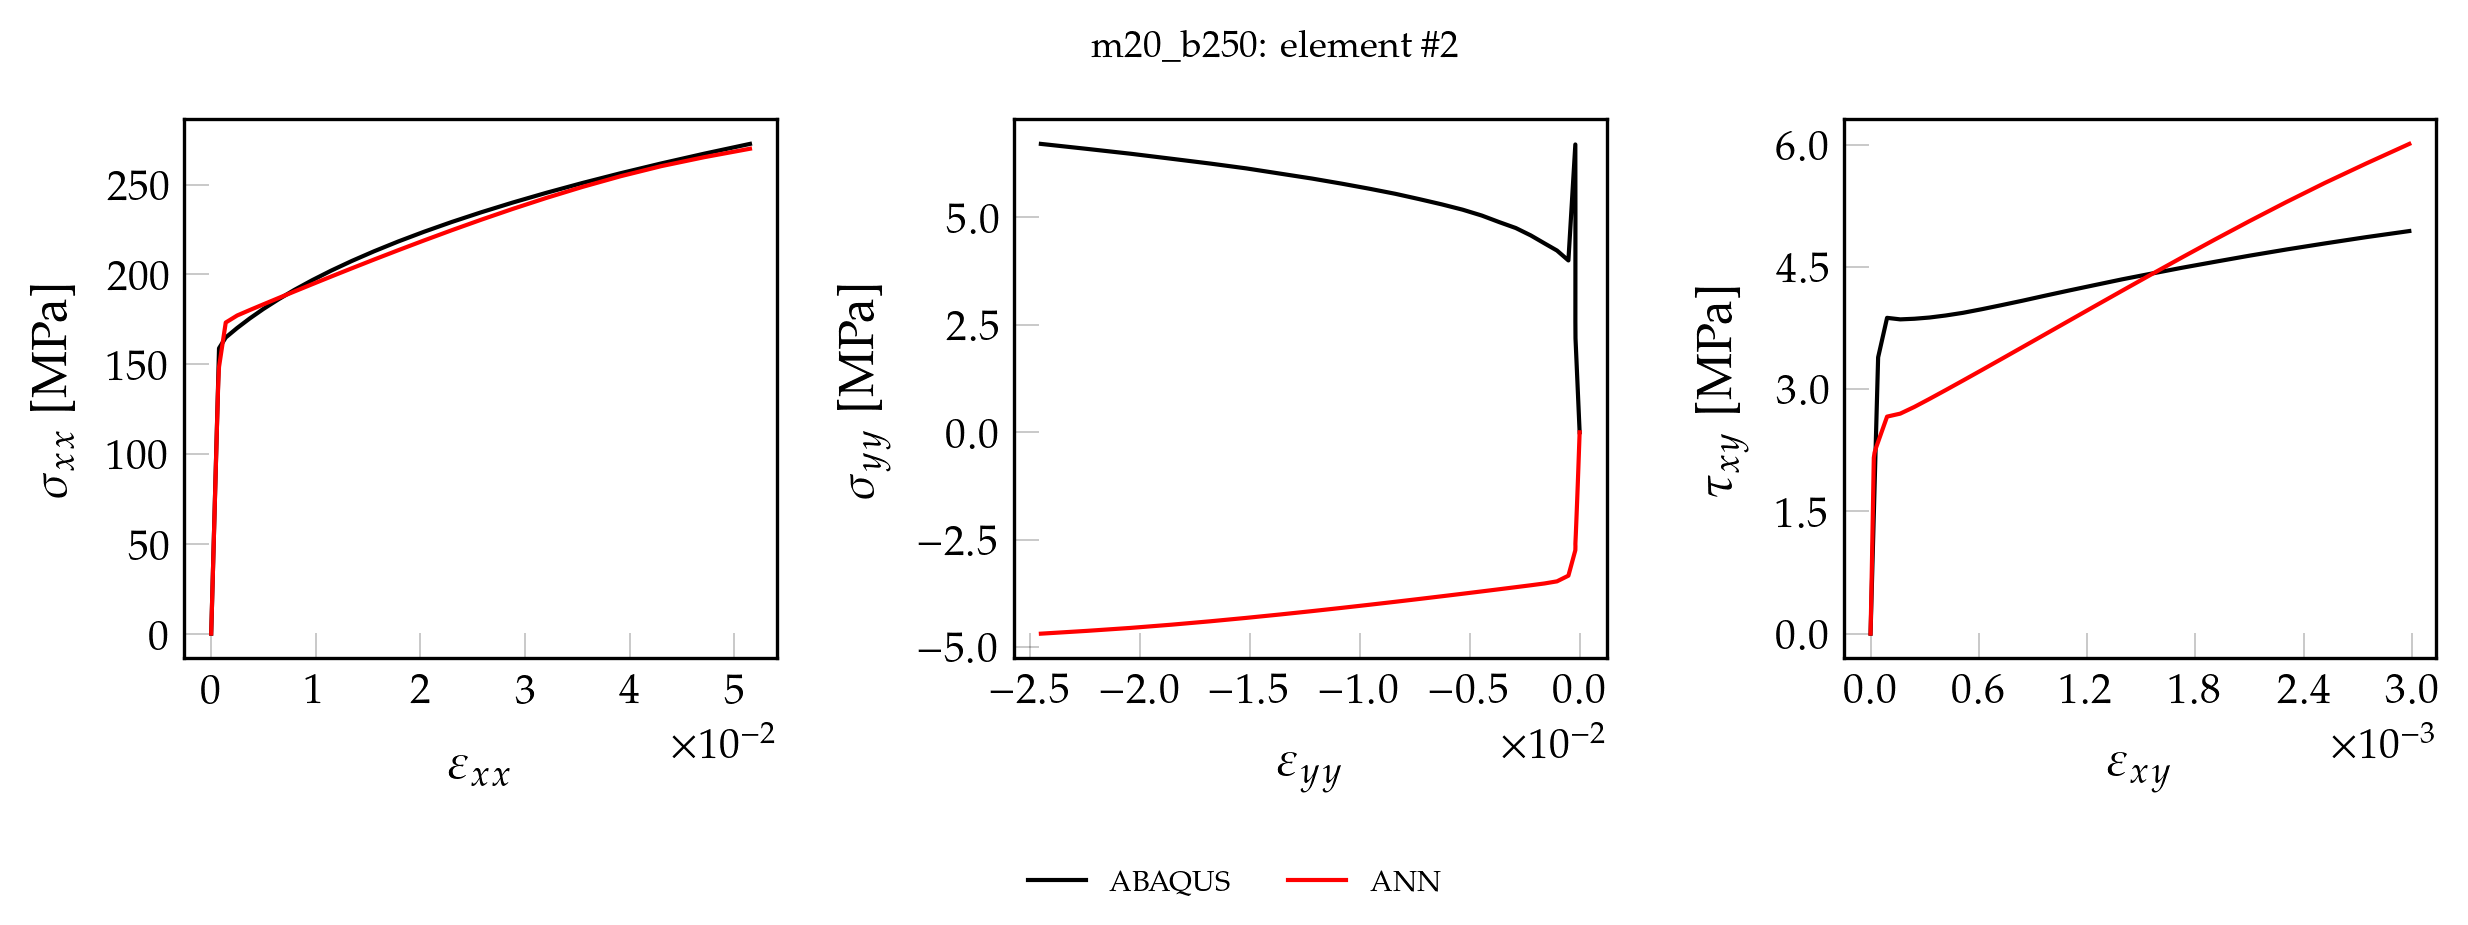 m20_b250: element #2
σxx [MPa]
250
200
150
100
50
0
0 1 2 3 4 5
×10−2
εxx
σyy [MPa]
5.0
2.5
0.0
−2.5
−5.0
−2.5 −2.0 −1.5 −1.0 −0.5 0.0
×10−2
εyy
τxy [MPa]
6.0
4.5
3.0
1.5
0.0
0.0 0.6 1.2 1.8 2.4 3.0
×10−3
εxy
ABAQUS ANN